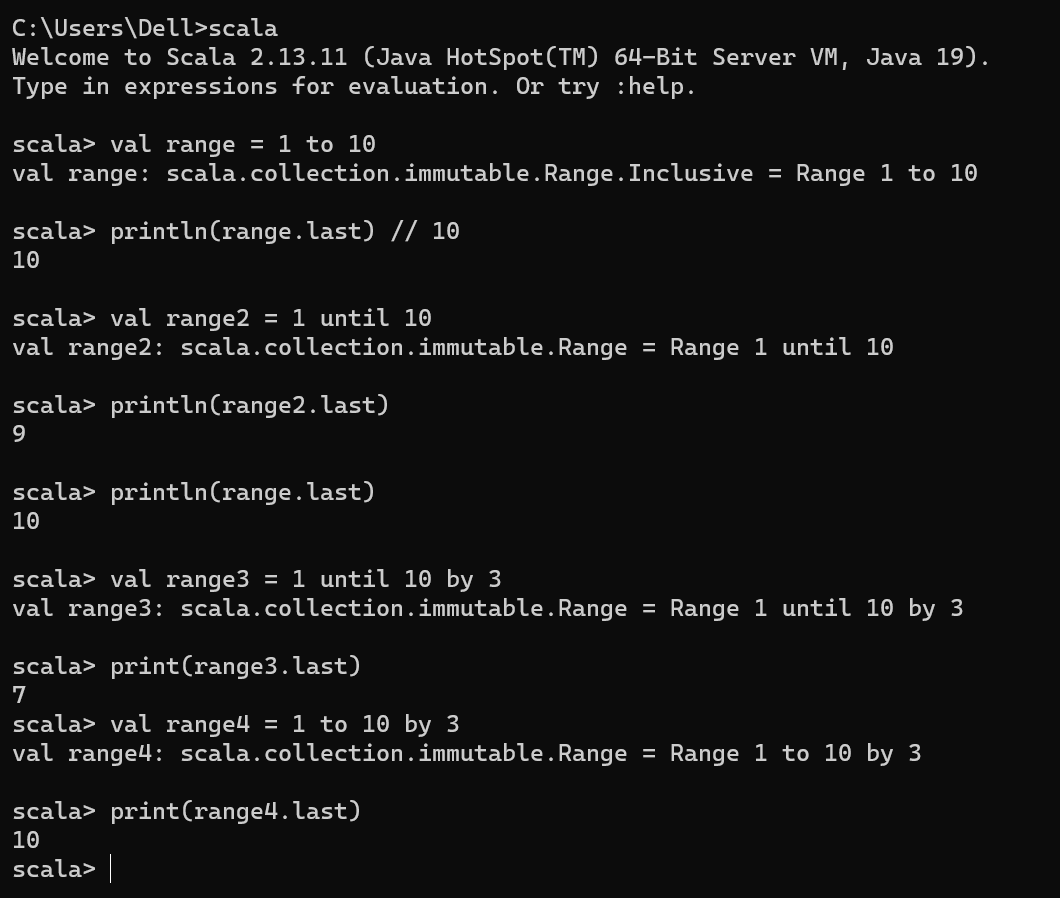 C:\Users\Dell>scala
Welcome to Scala 2.13.11 (Java HotSpot(TM) 64-Bit Server VM, Java 19).
Type in expressions for evaluation. Or try :help.
scala> val range = 1 to 10
val range: scala.collection.immutable.Range.Inclusive = Range 1 to 10
scala> println(range.last) // 10
10
scala> val range2 = 1 until 10
val range2: scala.collection.immutable.Range = Range 1 until 10
scala> println(range2.last)
9
scala> println(range.last)
10
scala> val range3 = 1 until 10 by 3
val range3: scala.collection.immutable.Range = Range 1 until 10 by 3
scala> print(range3.last)
7
scala> val range4 = 1 to 10 by 3
val range4: scala.collection.immutable.Range = Range 1 to 10 by 3
scala> print(range4.last)
10
scala>